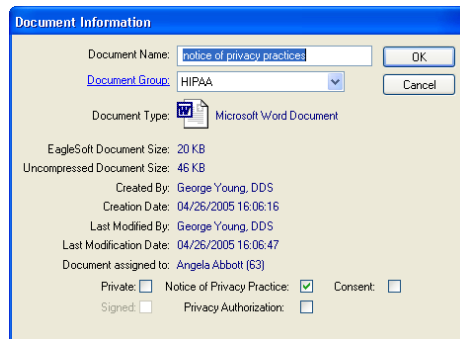 Document Information
Document Name: notice of privacy practices OK
Document Group: HIPAA Cancel
Document Type: Microsoft Word Document
EagleSoft Document Size: 20 KB
Uncompressed Document Size: 46 KB
Created By: George Young, DDS
Creation Date: 04/26/2005 16:06:16
Last Modified By: George Young, DDS
Last Modification Date: 04/26/2005 16:06:47
Document assigned to: Angela Abbott (63)
Private: Notice of Privacy Practice: Consent:
Signed: Privacy Authorization: